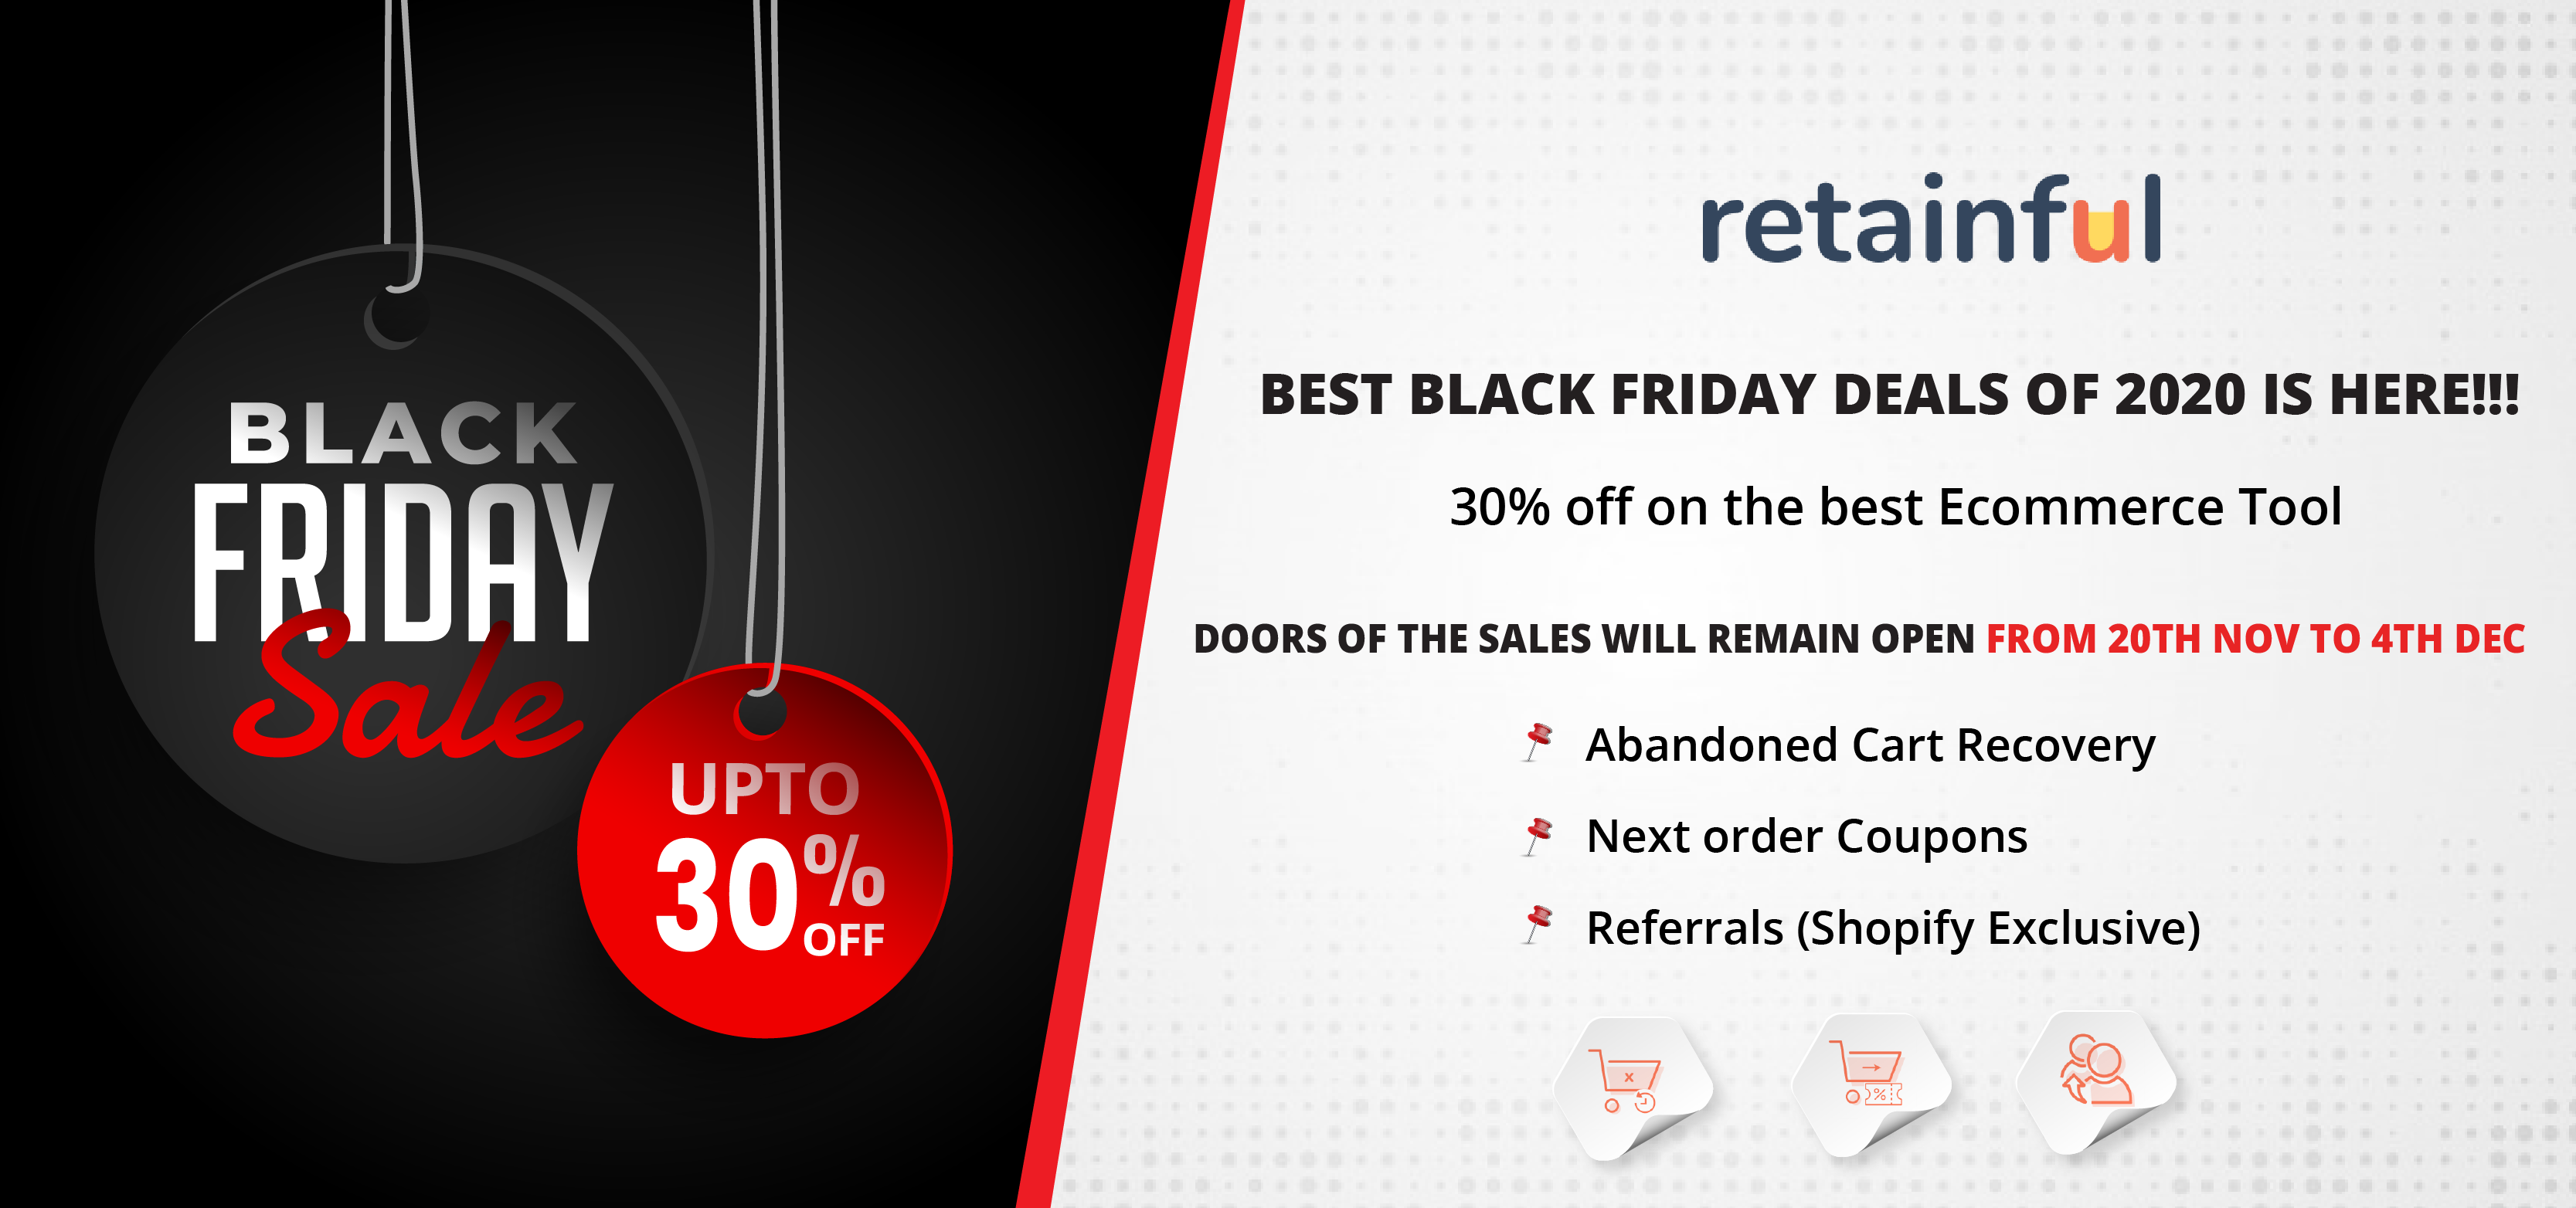 BLACK
FRIDAY
Sale
UPTO
30%
OFF
retainful
BEST BLACK FRIDAY DEALS OF 2020 IS HERE!!!
30% off on the best Ecommerce Tool
DOORS OF THE SALES WILL REMAIN OPEN FROM 20TH NOV TO 4TH DEC
Abandoned Cart Recovery
Next order Coupons
Referrals (Shopify Exclusive)
x
%